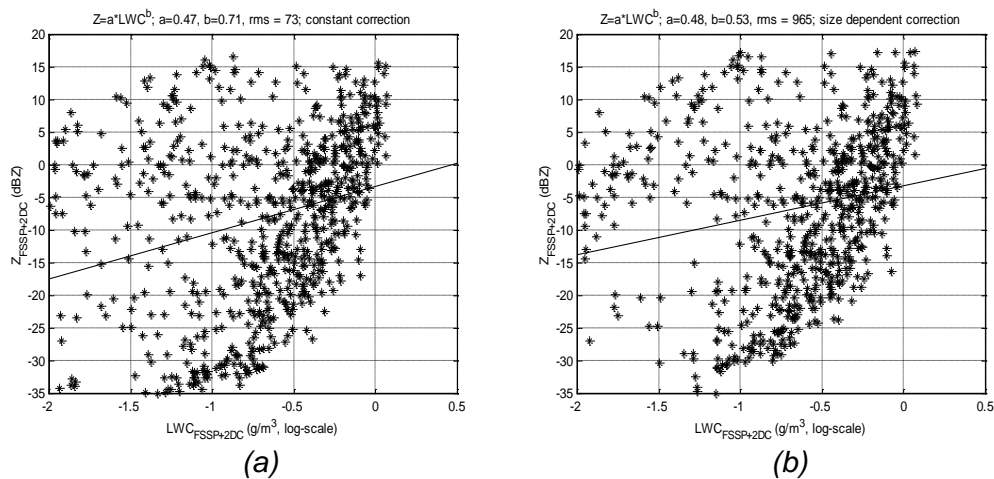 Z=a*LWC^b; a=0.47, b=0.71, rms = 73; constant correction
20
15
10
5
0
-5
-10
-15
-20
-25
-30
-35
Z_FSSP+2DC (dBZ)
-2 -1.5 -1 -0.5 0 0.5
LWC_FSSP+2DC (g/m³, log-scale)
(a)
Z=a*LWC^b; a=0.48, b=0.53, rms = 965; size dependent correction
20
15
10
5
0
-5
-10
-15
-20
-25
-30
-35
Z_FSSP+2DC (dBZ)
-2 -1.5 -1 -0.5 0 0.5
LWC_FSSP+2DC (g/m³, log-scale)
(b)